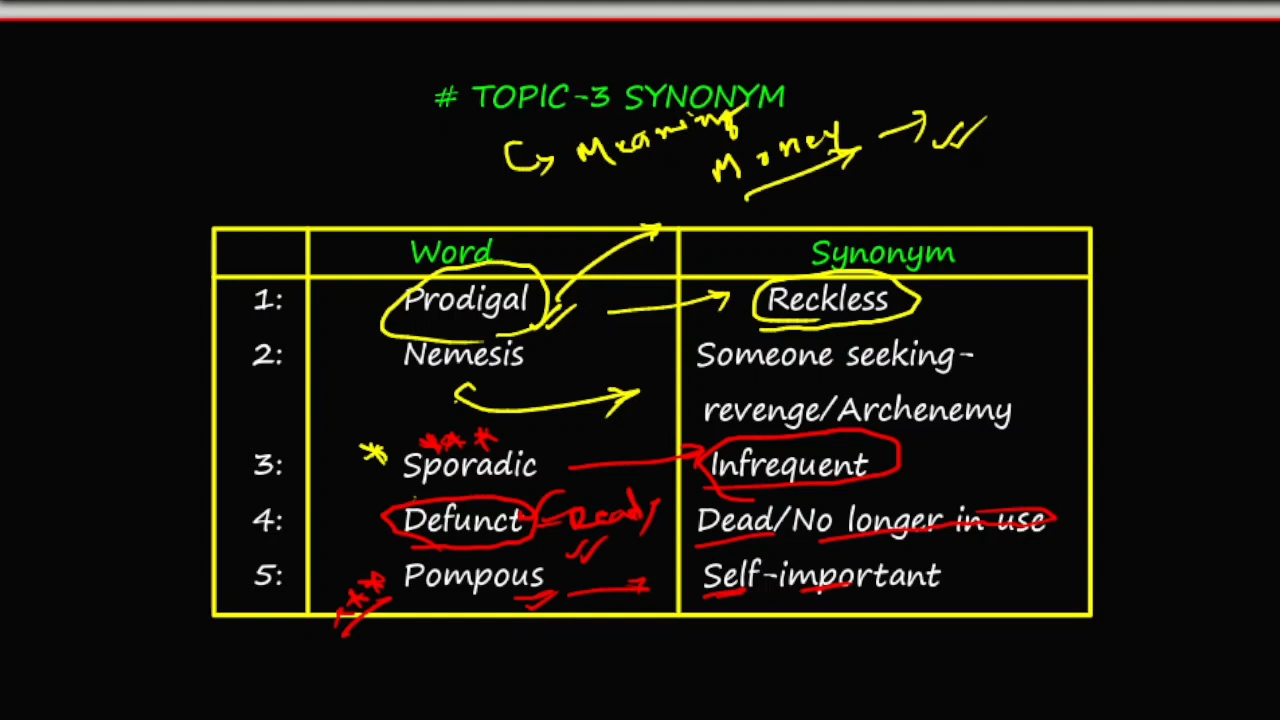 # TOPIC-3 SYNONYM
Meaning
Money
Word Synonym
1: Prodigal Reckless
2: Nemesis Someone seeking-
revenge/Archenemy
3: Sporadic Infrequent
4: Defunct Dead/No longer in use
5: Pompous Self-important